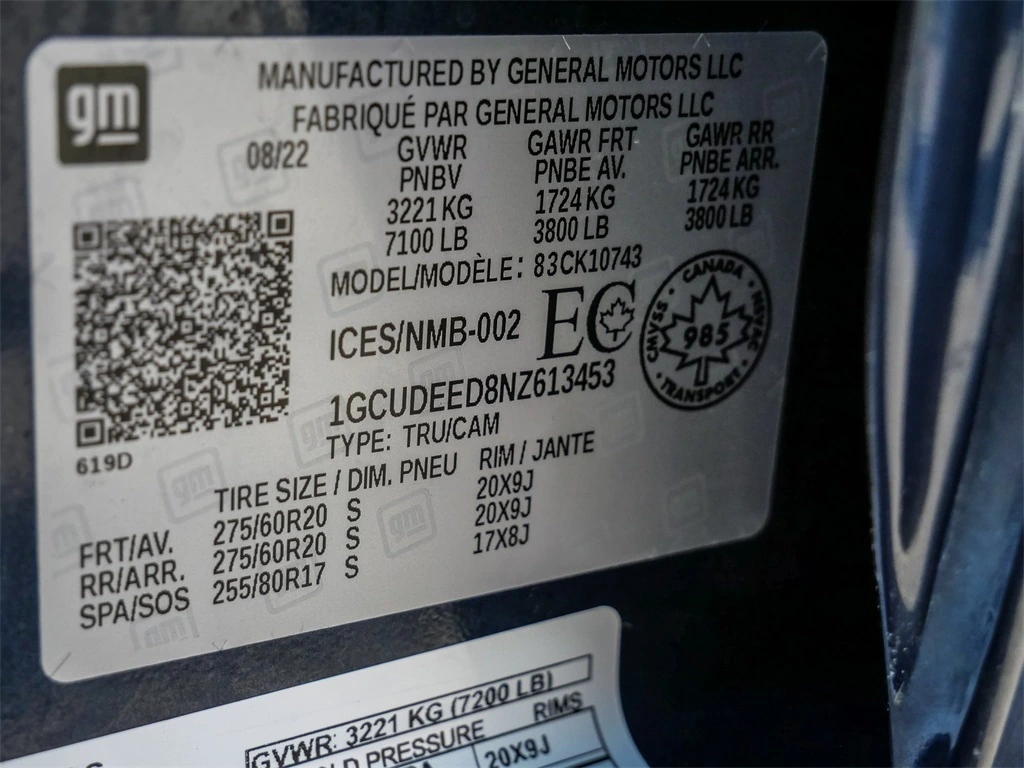 gm
MANUFACTURED BY GENERAL MOTORS LLC
FABRIQUÉ PAR GENERAL MOTORS LLC
08/22 GVWR GAWR FRT GAWR RR
PNBV PNBE AV. PNBE ARR.
3221 KG 1724 KG 1724 KG
7100 LB 3800 LB 3800 LB
MODEL/MODÈLE: 83CK10743
ICES/NMB-002 EC
CANADA
CMVSS 985 NSVAC
TRANSPORT
1GCUDEED8NZ613453
TYPE: TRU/CAM
619D
TIRE SIZE / DIM. PNEU RIM / JANTE
FRT/AV. 275/60R20 S 20X9J
RR/ARR. 275/60R20 S 20X9J
SPA/SOS 255/80R17 S 17X8J
GVWR: 3221 KG (7200 LB)
PRESSURE RIMS
20X9J